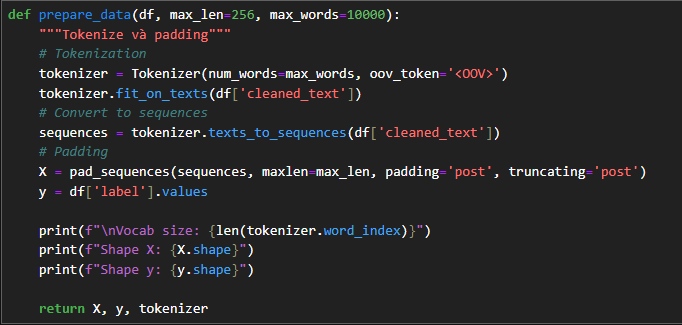 def prepare_data(df, max_len=256, max_words=10000):
    """Tokenize và padding"""
    # Tokenization
    tokenizer = Tokenizer(num_words=max_words, oov_token='<OOV>')
    tokenizer.fit_on_texts(df['cleaned_text'])
    # Convert to sequences
    sequences = tokenizer.texts_to_sequences(df['cleaned_text'])
    # Padding
    X = pad_sequences(sequences, maxlen=max_len, padding='post', truncating='post')
    y = df['label'].values

    print(f"\nVocab size: {len(tokenizer.word_index)}")
    print(f"Shape X: {X.shape}")
    print(f"Shape y: {y.shape}")

    return X, y, tokenizer